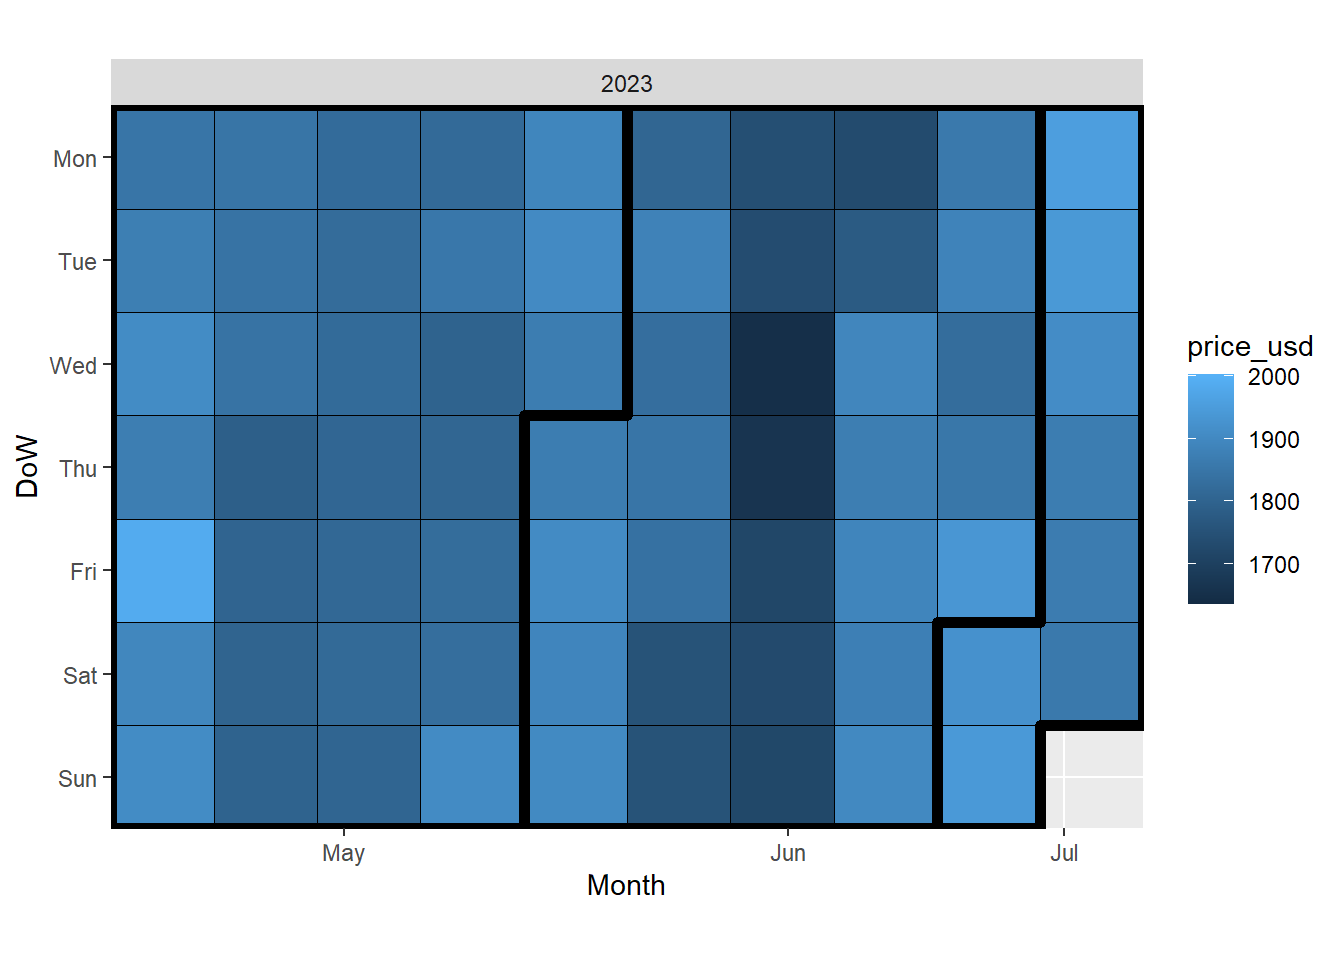 2023
Mon
Tue
Wed
Thu
Fri
Sat
Sun
DoW
May
Jun
Jul
Month
price_usd
2000
1900
1800
1700